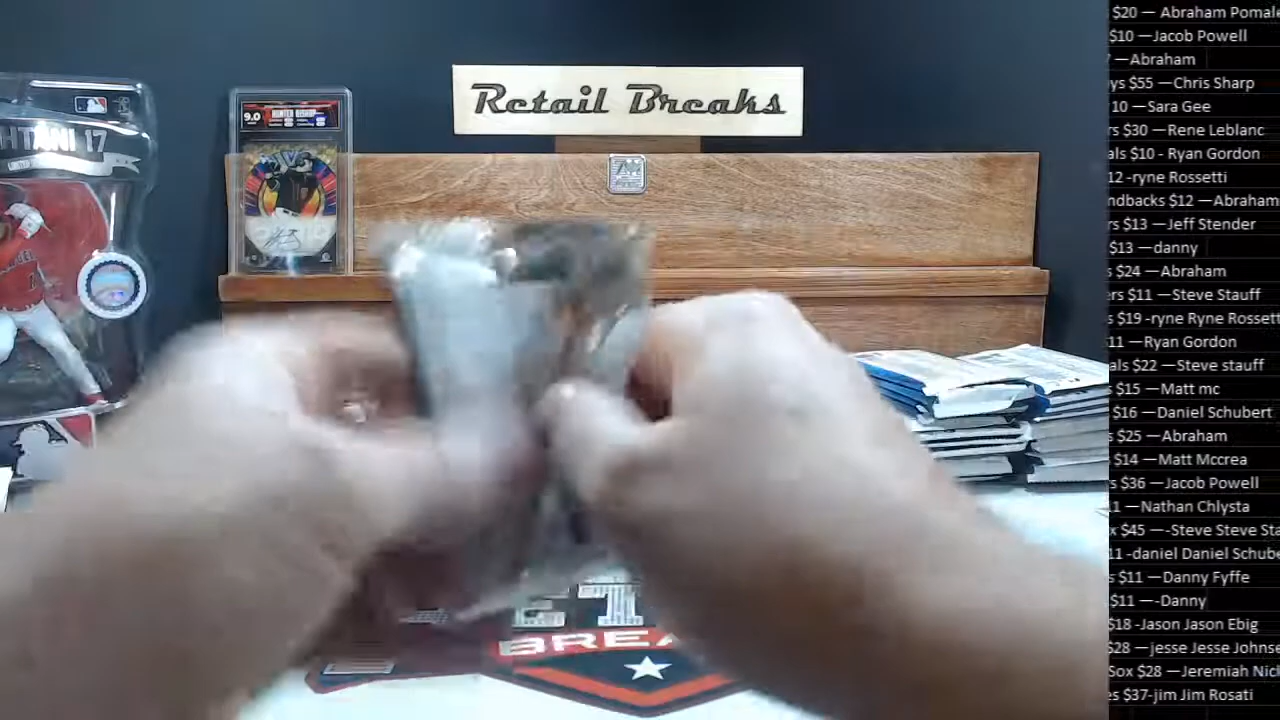 Retail Breaks
HTANI 17
9.0
BREA
$20 — Abraham Pomale
$10 —Jacob Powell
—Abraham
ys $55 —Chris Sharp
10 —Sara Gee
rs $30 —Rene Leblanc
als $10 - Ryan Gordon
12 -ryne Rossetti
ndbacks $12 —Abraham
rs $13 —Jeff Stender
$13 —danny
s $24 —Abraham
ers $11 —Steve Stauff
s $19 -ryne Ryne Rossett
11 —Ryan Gordon
als $22 —Steve stauff
s $15 —Matt mc
$16 —Daniel Schubert
s $25 —Abraham
s $14 —Matt Mccrea
s $36 —Jacob Powell
11 —Nathan Chlysta
x $45 —-Steve Steve Sta
11 -daniel Daniel Schube
s $11 —Danny Fyffe
$11 —-Danny
$18 -Jason Jason Ebig
$28 —jesse Jesse Johnse
Sox $28 —Jeremiah Nick
es $37-jim Jim Rosati